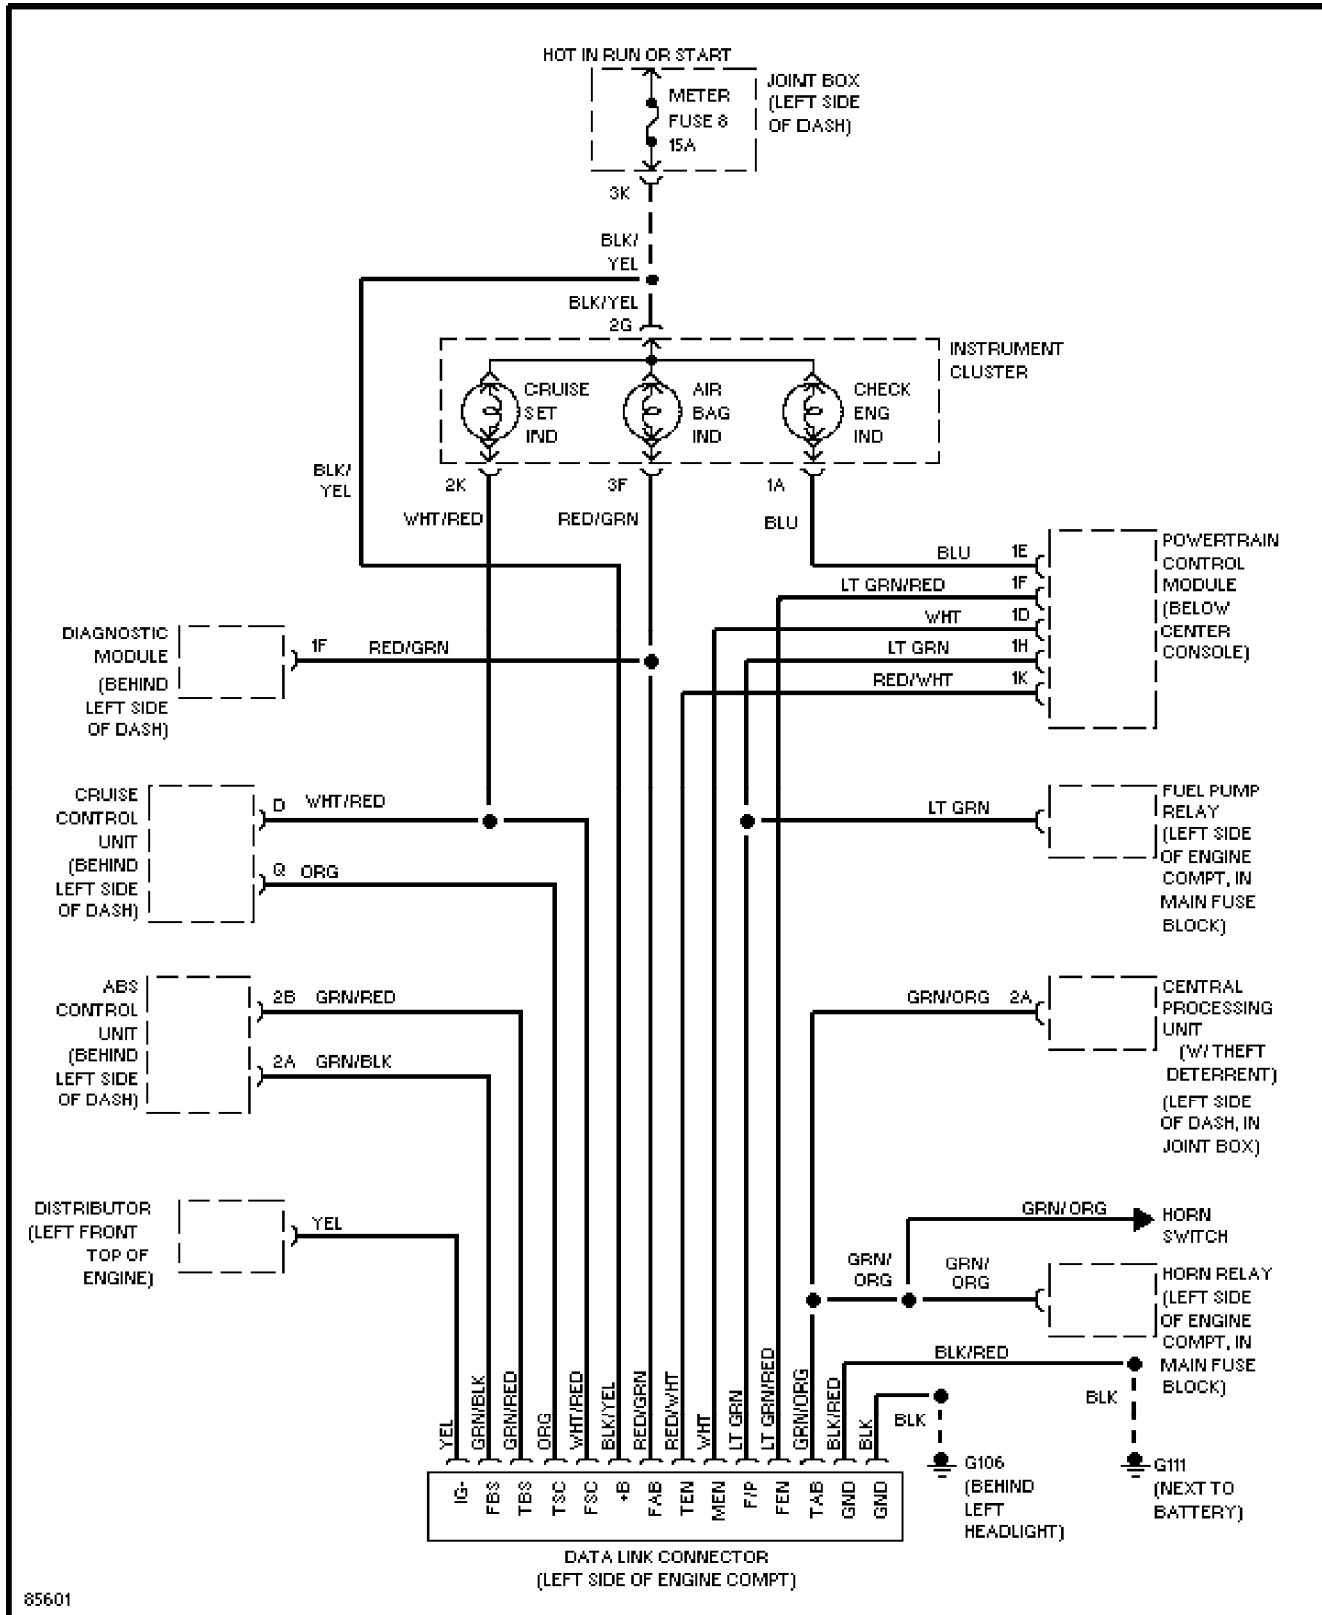 HOT IN RUN OR START
METER
FUSE 8
15A
JOINT BOX
(LEFT SIDE
OF DASH)
3K
BLK/
YEL
BLK/YEL
2G
INSTRUMENT
CLUSTER
CRUISE
SET
IND
AIR
BAG
IND
CHECK
ENG
IND
BLK/
YEL
2K
3F
1A
WHT/RED
RED/GRN
BLU
BLU
1E
LT GRN/RED
1F
WHT
1D
LT GRN
1H
RED/WHT
1K
POWERTRAIN
CONTROL
MODULE
(BELOW
CENTER
CONSOLE)
DIAGNOSTIC
MODULE
(BEHIND
LEFT SIDE
OF DASH)
1F
RED/GRN
CRUISE
CONTROL
UNIT
(BEHIND
LEFT SIDE
OF DASH)
D
WHT/RED
Q
ORG
LT GRN
FUEL PUMP
RELAY
(LEFT SIDE
OF ENGINE
COMPT, IN
MAIN FUSE
BLOCK)
ABS
CONTROL
UNIT
(BEHIND
LEFT SIDE
OF DASH)
2B
GRN/RED
2A
GRN/BLK
GRN/ORG
2A
CENTRAL
PROCESSING
UNIT
(W/ THEFT
DETERRENT)
(LEFT SIDE
OF DASH, IN
JOINT BOX)
DISTRIBUTOR
(LEFT FRONT
TOP OF
ENGINE)
YEL
GRN/ORG
HORN
SWITCH
GRN/
ORG
GRN/
ORG
HORN RELAY
(LEFT SIDE
OF ENGINE
COMPT, IN
MAIN FUSE
BLOCK)
BLK/RED
BLK
BLK
G106
(BEHIND
LEFT
HEADLIGHT)
G111
(NEXT TO
BATTERY)
YEL
GRN/BLK
GRN/RED
ORG
WHT/RED
BLK/YEL
RED/GRN
RED/WHT
WHT
LT GRN
LT GRN/RED
GRN/ORG
BLK/RED
BLK
IG-
FBS
TBS
TSC
FSC
+B
FAB
TEN
MEN
F/P
FEN
TAB
GND
GND
DATA LINK CONNECTOR
(LEFT SIDE OF ENGINE COMPT)
85601